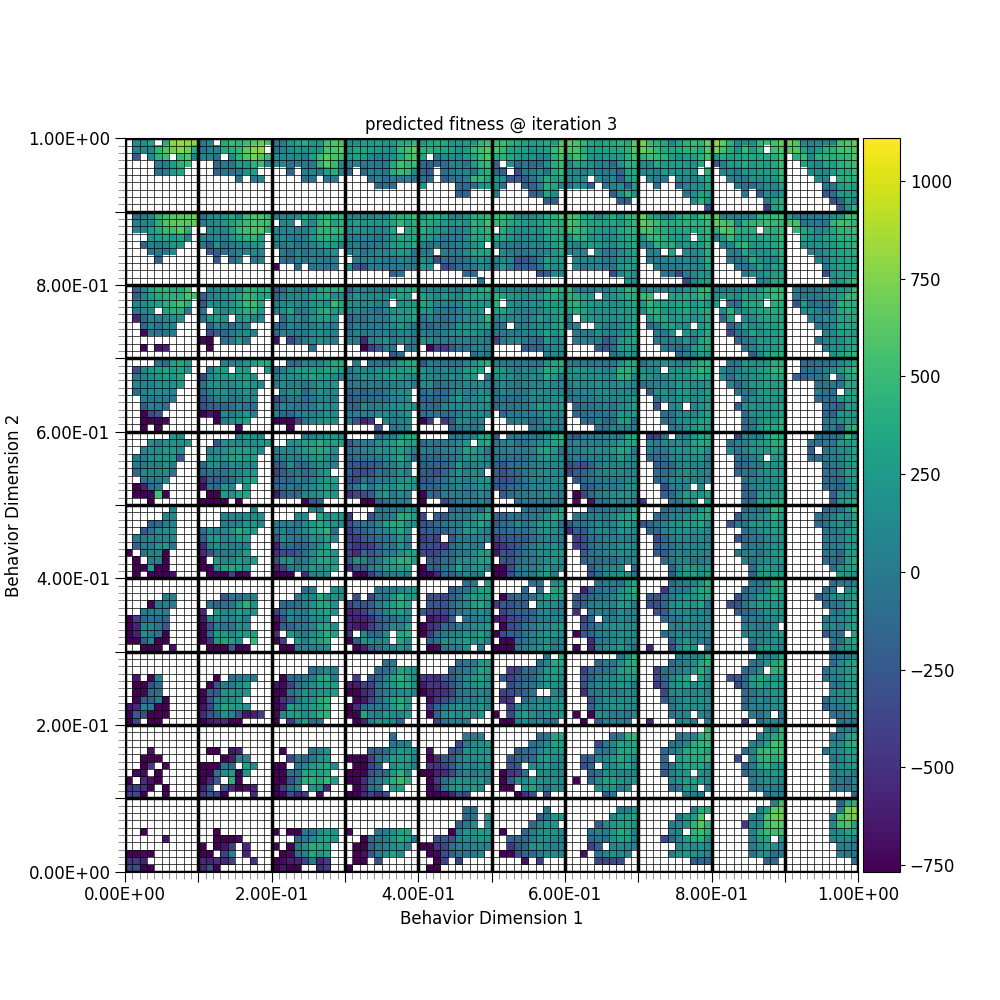 predicted fitness @ iteration 3
1.00E+00
8.00E-01
6.00E-01
4.00E-01
2.00E-01
0.00E+00
Behavior Dimension 2
0.00E+00 2.00E-01 4.00E-01 6.00E-01 8.00E-01 1.00E+00
Behavior Dimension 1
1000
750
500
250
0
−250
−500
−750